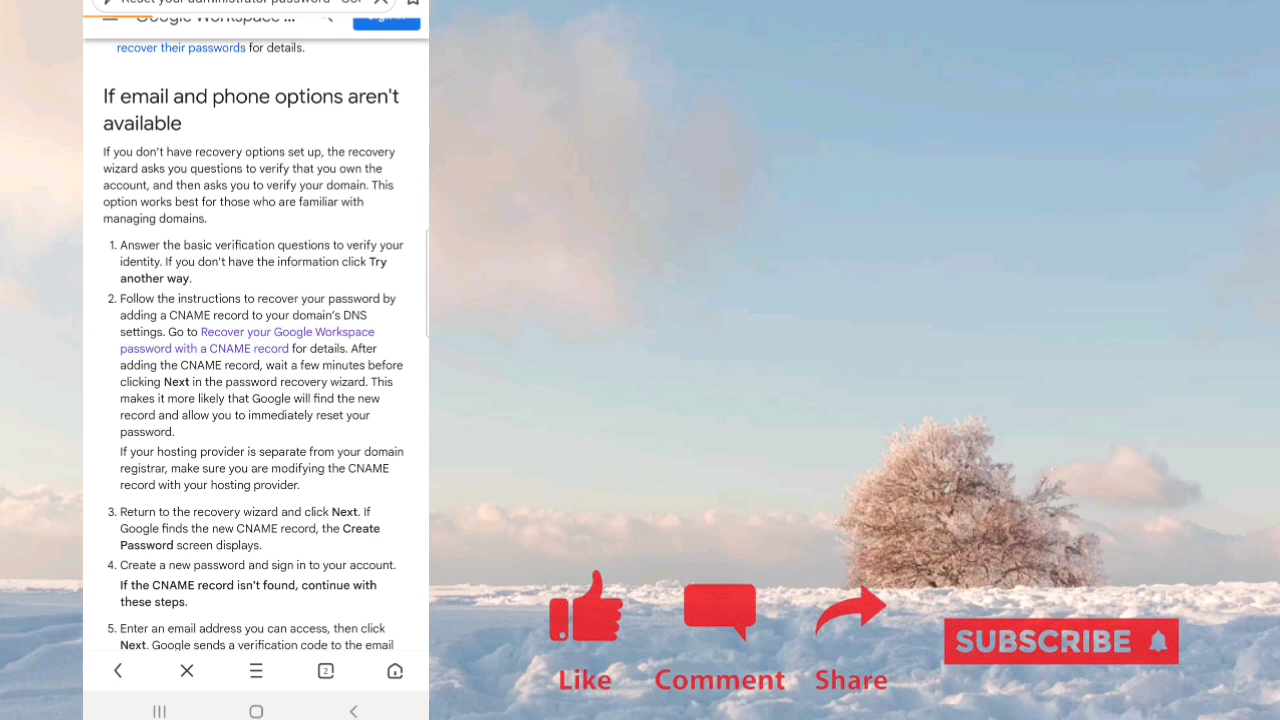 Reset your administrator password - Goo
Google Workspace ...
Sign in
recover their passwords for details.
If email and phone options aren't
available
If you don't have recovery options set up, the recovery
wizard asks you questions to verify that you own the
account, and then asks you to verify your domain. This
option works best for those who are familiar with
managing domains.
1. Answer the basic verification questions to verify your
identity. If you don't have the information click Try
another way.
2. Follow the instructions to recover your password by
adding a CNAME record to your domain's DNS
settings. Go to Recover your Google Workspace
password with a CNAME record for details. After
adding the CNAME record, wait a few minutes before
clicking Next in the password recovery wizard. This
makes it more likely that Google will find the new
record and allow you to immediately reset your
password.
If your hosting provider is separate from your domain
registrar, make sure you are modifying the CNAME
record with your hosting provider.
3. Return to the recovery wizard and click Next. If
Google finds the new CNAME record, the Create
Password screen displays.
4. Create a new password and sign in to your account.
If the CNAME record isn't found, continue with
these steps.
5. Enter an email address you can access, then click
Next. Google sends a verification code to the email
2
Like
Comment
Share
SUBSCRIBE